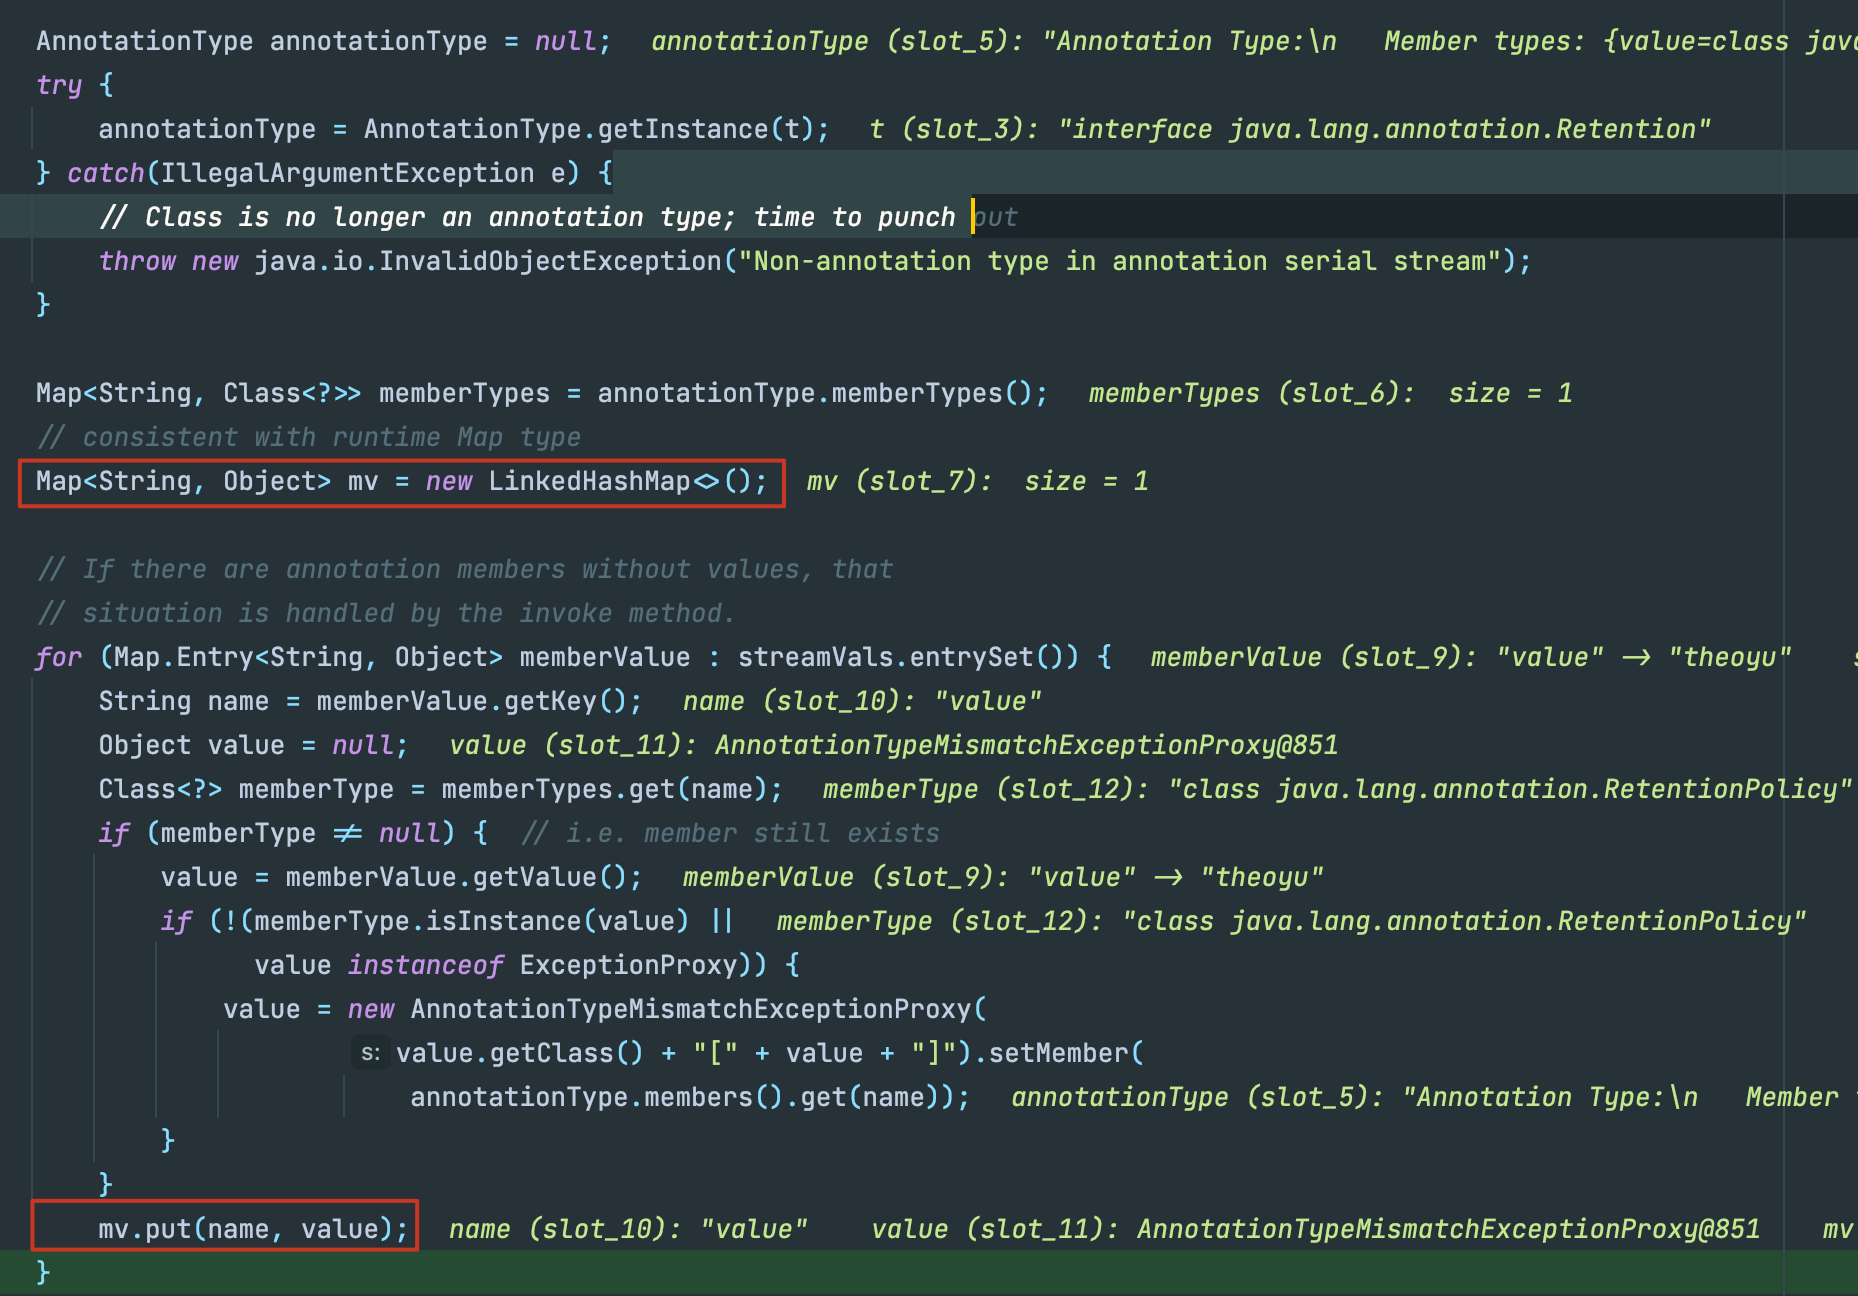 AnnotationType annotationType = null;   annotationType (slot_5): "Annotation Type:\n   Member types: {value=class java
try {
    annotationType = AnnotationType.getInstance(t);   t (slot_3): "interface java.lang.annotation.Retention"
} catch(IllegalArgumentException e) {
    // Class is no longer an annotation type; time to punch out
    throw new java.io.InvalidObjectException("Non-annotation type in annotation serial stream");
}
Map<String, Class<?>> memberTypes = annotationType.memberTypes();   memberTypes (slot_6):  size = 1
// consistent with runtime Map type
Map<String, Object> mv = new LinkedHashMap<>();   mv (slot_7):  size = 1
// If there are annotation members without values, that
// situation is handled by the invoke method.
for (Map.Entry<String, Object> memberValue : streamVals.entrySet()) {   memberValue (slot_9): "value" -> "theoyu"   s
    String name = memberValue.getKey();   name (slot_10): "value"
    Object value = null;   value (slot_11): AnnotationTypeMismatchExceptionProxy@851
    Class<?> memberType = memberTypes.get(name);   memberType (slot_12): "class java.lang.annotation.RetentionPolicy"
    if (memberType != null) {  // i.e. member still exists
        value = memberValue.getValue();   memberValue (slot_9): "value" -> "theoyu"
        if (!(memberType.isInstance(value) ||   memberType (slot_12): "class java.lang.annotation.RetentionPolicy"
              value instanceof ExceptionProxy)) {
            value = new AnnotationTypeMismatchExceptionProxy(
                    s: value.getClass() + "[" + value + "]").setMember(
                        annotationType.members().get(name));   annotationType (slot_5): "Annotation Type:\n   Member
        }
    }
    mv.put(name, value);   name (slot_10): "value"    value (slot_11): AnnotationTypeMismatchExceptionProxy@851    mv
}